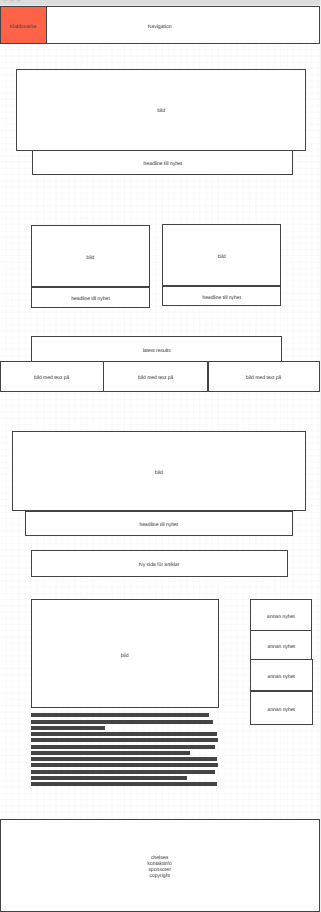 klubbmärke
Navigation
bild
headline till nyhet
bild
bild
headline till nyhet
headline till nyhet
latest results
bild med text på
bild med text på
bild med text på
bild
headline till nyhet
Ny sida för artiklar
bild
annan nyhet
annan nyhet
annan nyhet
annan nyhet
chelsea
kontaktinfo
sponsorer
copyright